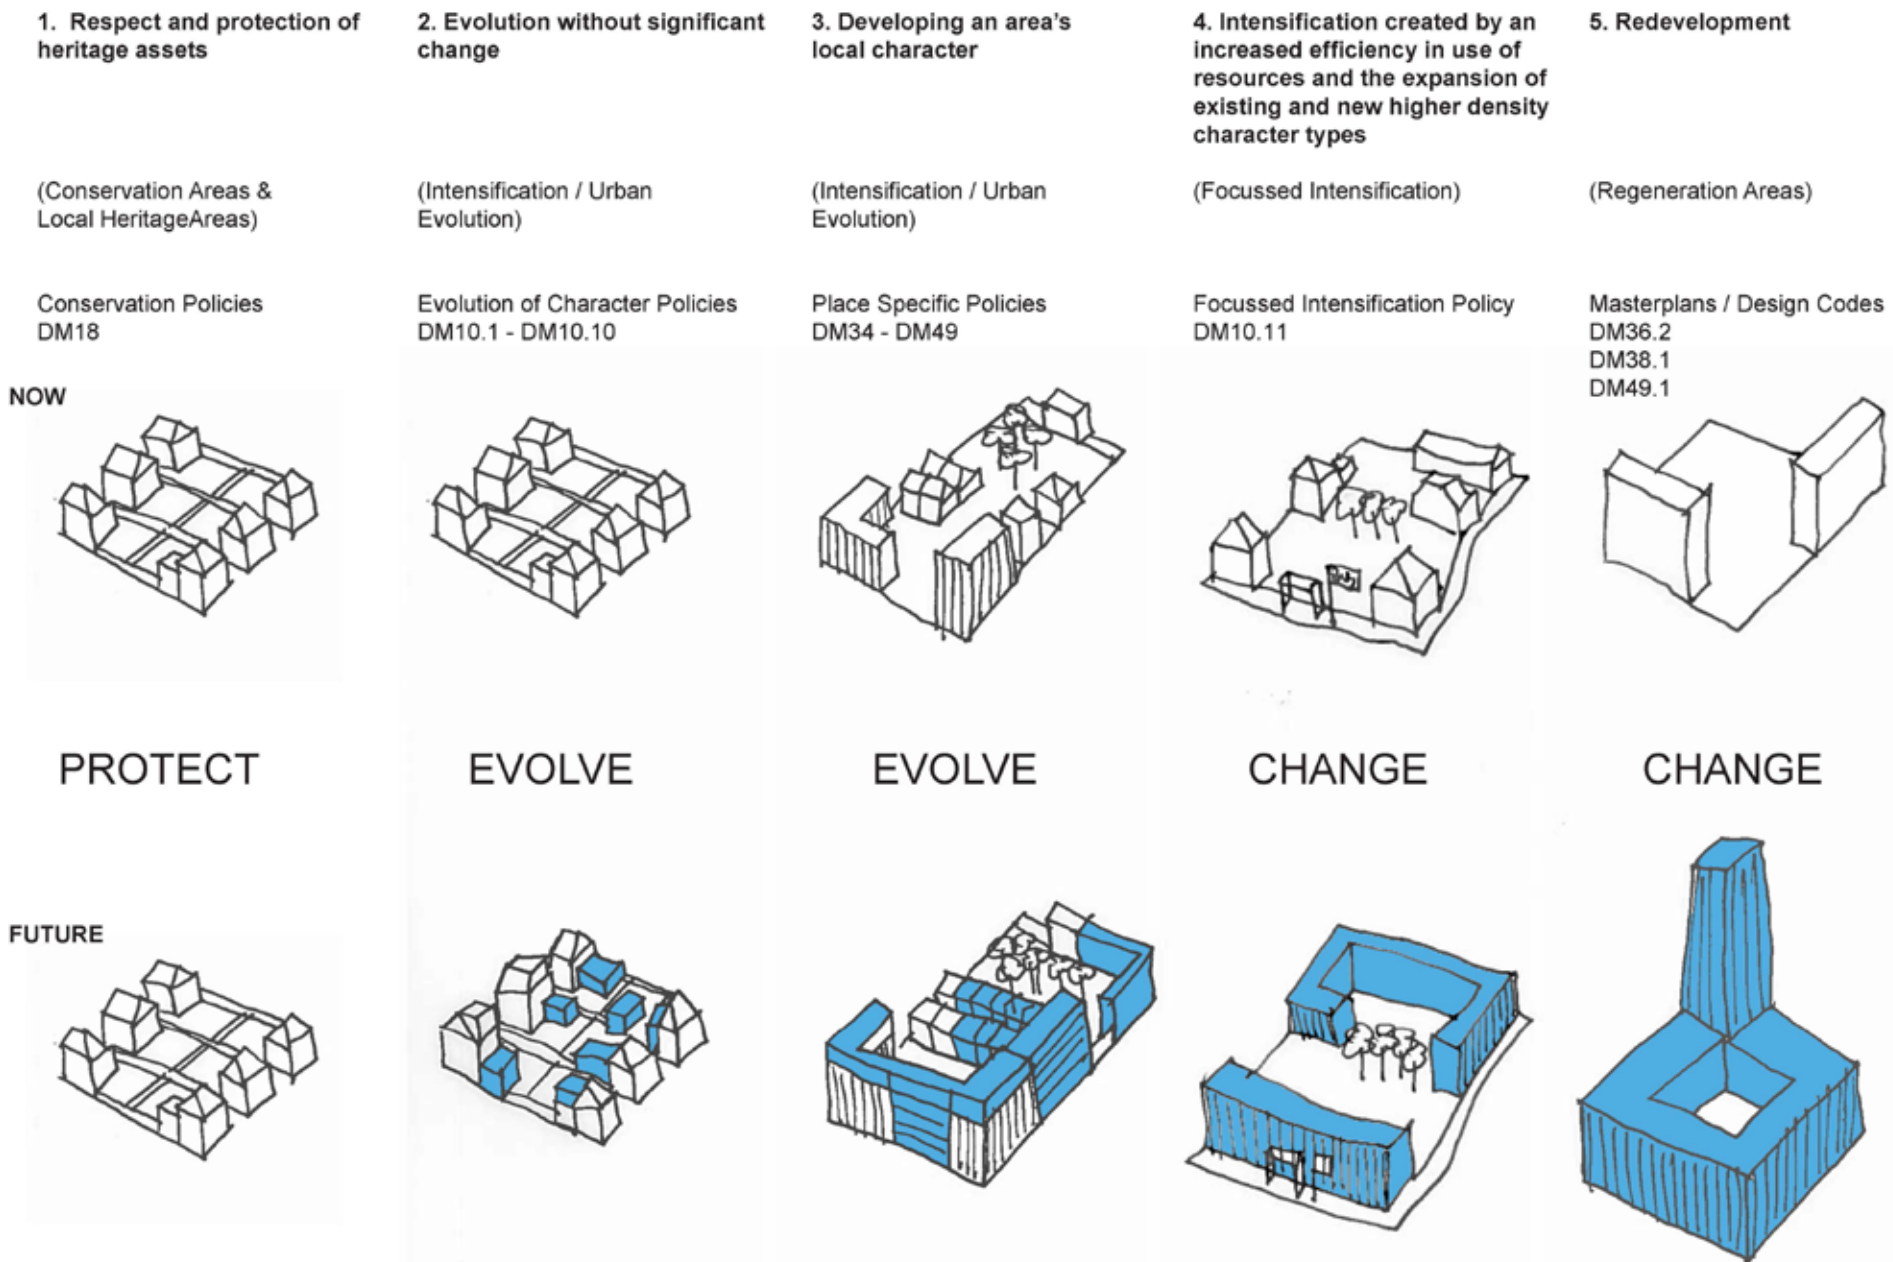 1.  Respect and protection of
heritage assets
2. Evolution without significant
change
3. Developing an area's
local character
4. Intensification created by an
increased efficiency in use of
resources and the expansion of
existing and new higher density
character types
5. Redevelopment
(Conservation Areas &
Local HeritageAreas)
(Intensification / Urban
Evolution)
(Intensification / Urban
Evolution)
(Focussed Intensification)
(Regeneration Areas)
Conservation Policies
DM18
Evolution of Character Policies
DM10.1 - DM10.10
Place Specific Policies
DM34 - DM49
Focussed Intensification Policy
DM10.11
Masterplans / Design Codes
DM36.2
DM38.1
DM49.1
NOW
PROTECT
EVOLVE
EVOLVE
CHANGE
CHANGE
FUTURE